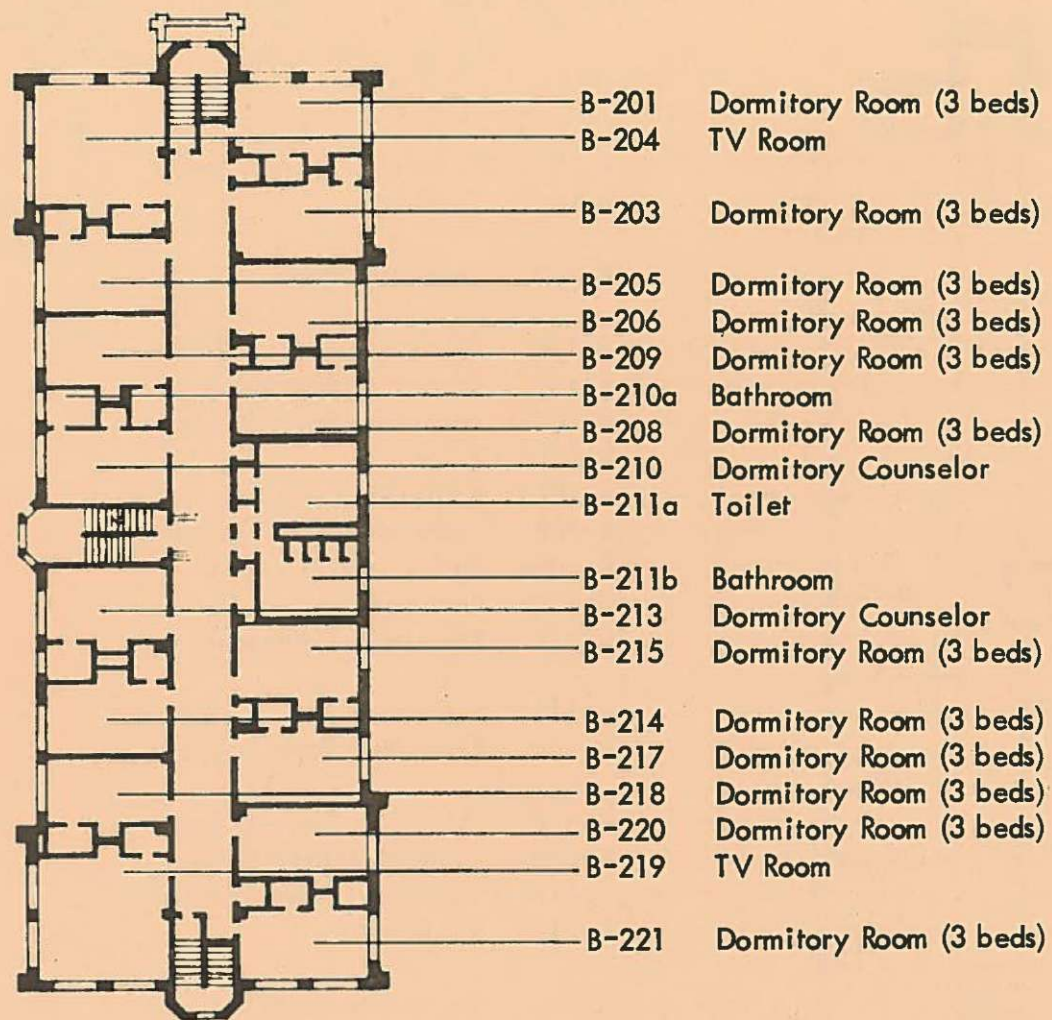 B-201 Dormitory Room (3 beds)
B-204 TV Room
B-203 Dormitory Room (3 beds)
B-205 Dormitory Room (3 beds)
B-206 Dormitory Room (3 beds)
B-209 Dormitory Room (3 beds)
B-210a Bathroom
B-208 Dormitory Room (3 beds)
B-210 Dormitory Counselor
B-211a Toilet
B-211b Bathroom
B-213 Dormitory Counselor
B-215 Dormitory Room (3 beds)
B-214 Dormitory Room (3 beds)
B-217 Dormitory Room (3 beds)
B-218 Dormitory Room (3 beds)
B-220 Dormitory Room (3 beds)
B-219 TV Room
B-221 Dormitory Room (3 beds)